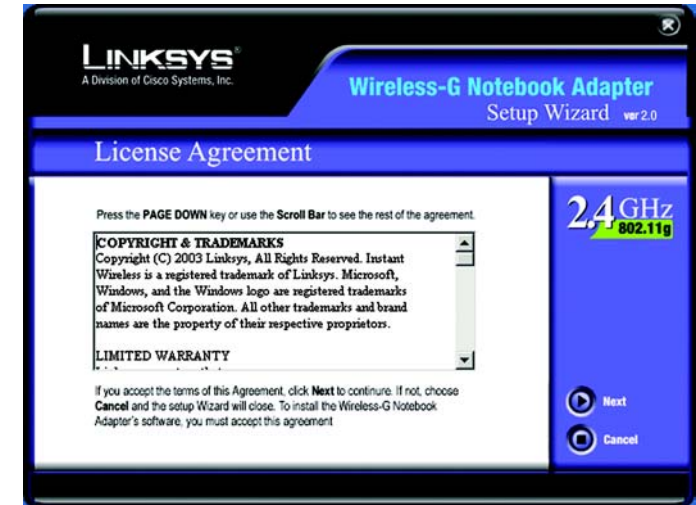 LINKSYS®
A Division of Cisco Systems, Inc.
Wireless-G Notebook Adapter
Setup Wizard ver 2.0
License Agreement
Press the PAGE DOWN key or use the Scroll Bar to see the rest of the agreement.
COPYRIGHT & TRADEMARKS
Copyright (C) 2003 Linksys, All Rights Reserved. Instant
Wireless is a registered trademark of Linksys. Microsoft,
Windows, and the Windows logo are registered trademarks
of Microsoft Corporation. All other trademarks and brand
names are the property of their respective proprietors.
LIMITED WARRANTY
If you accept the terms of this Agreement, click Next to continue. If not, choose
Cancel and the setup Wizard will close. To install the Wireless-G Notebook
Adapter's software, you must accept this agreement
2.4 GHz
802.11g
Next
Cancel